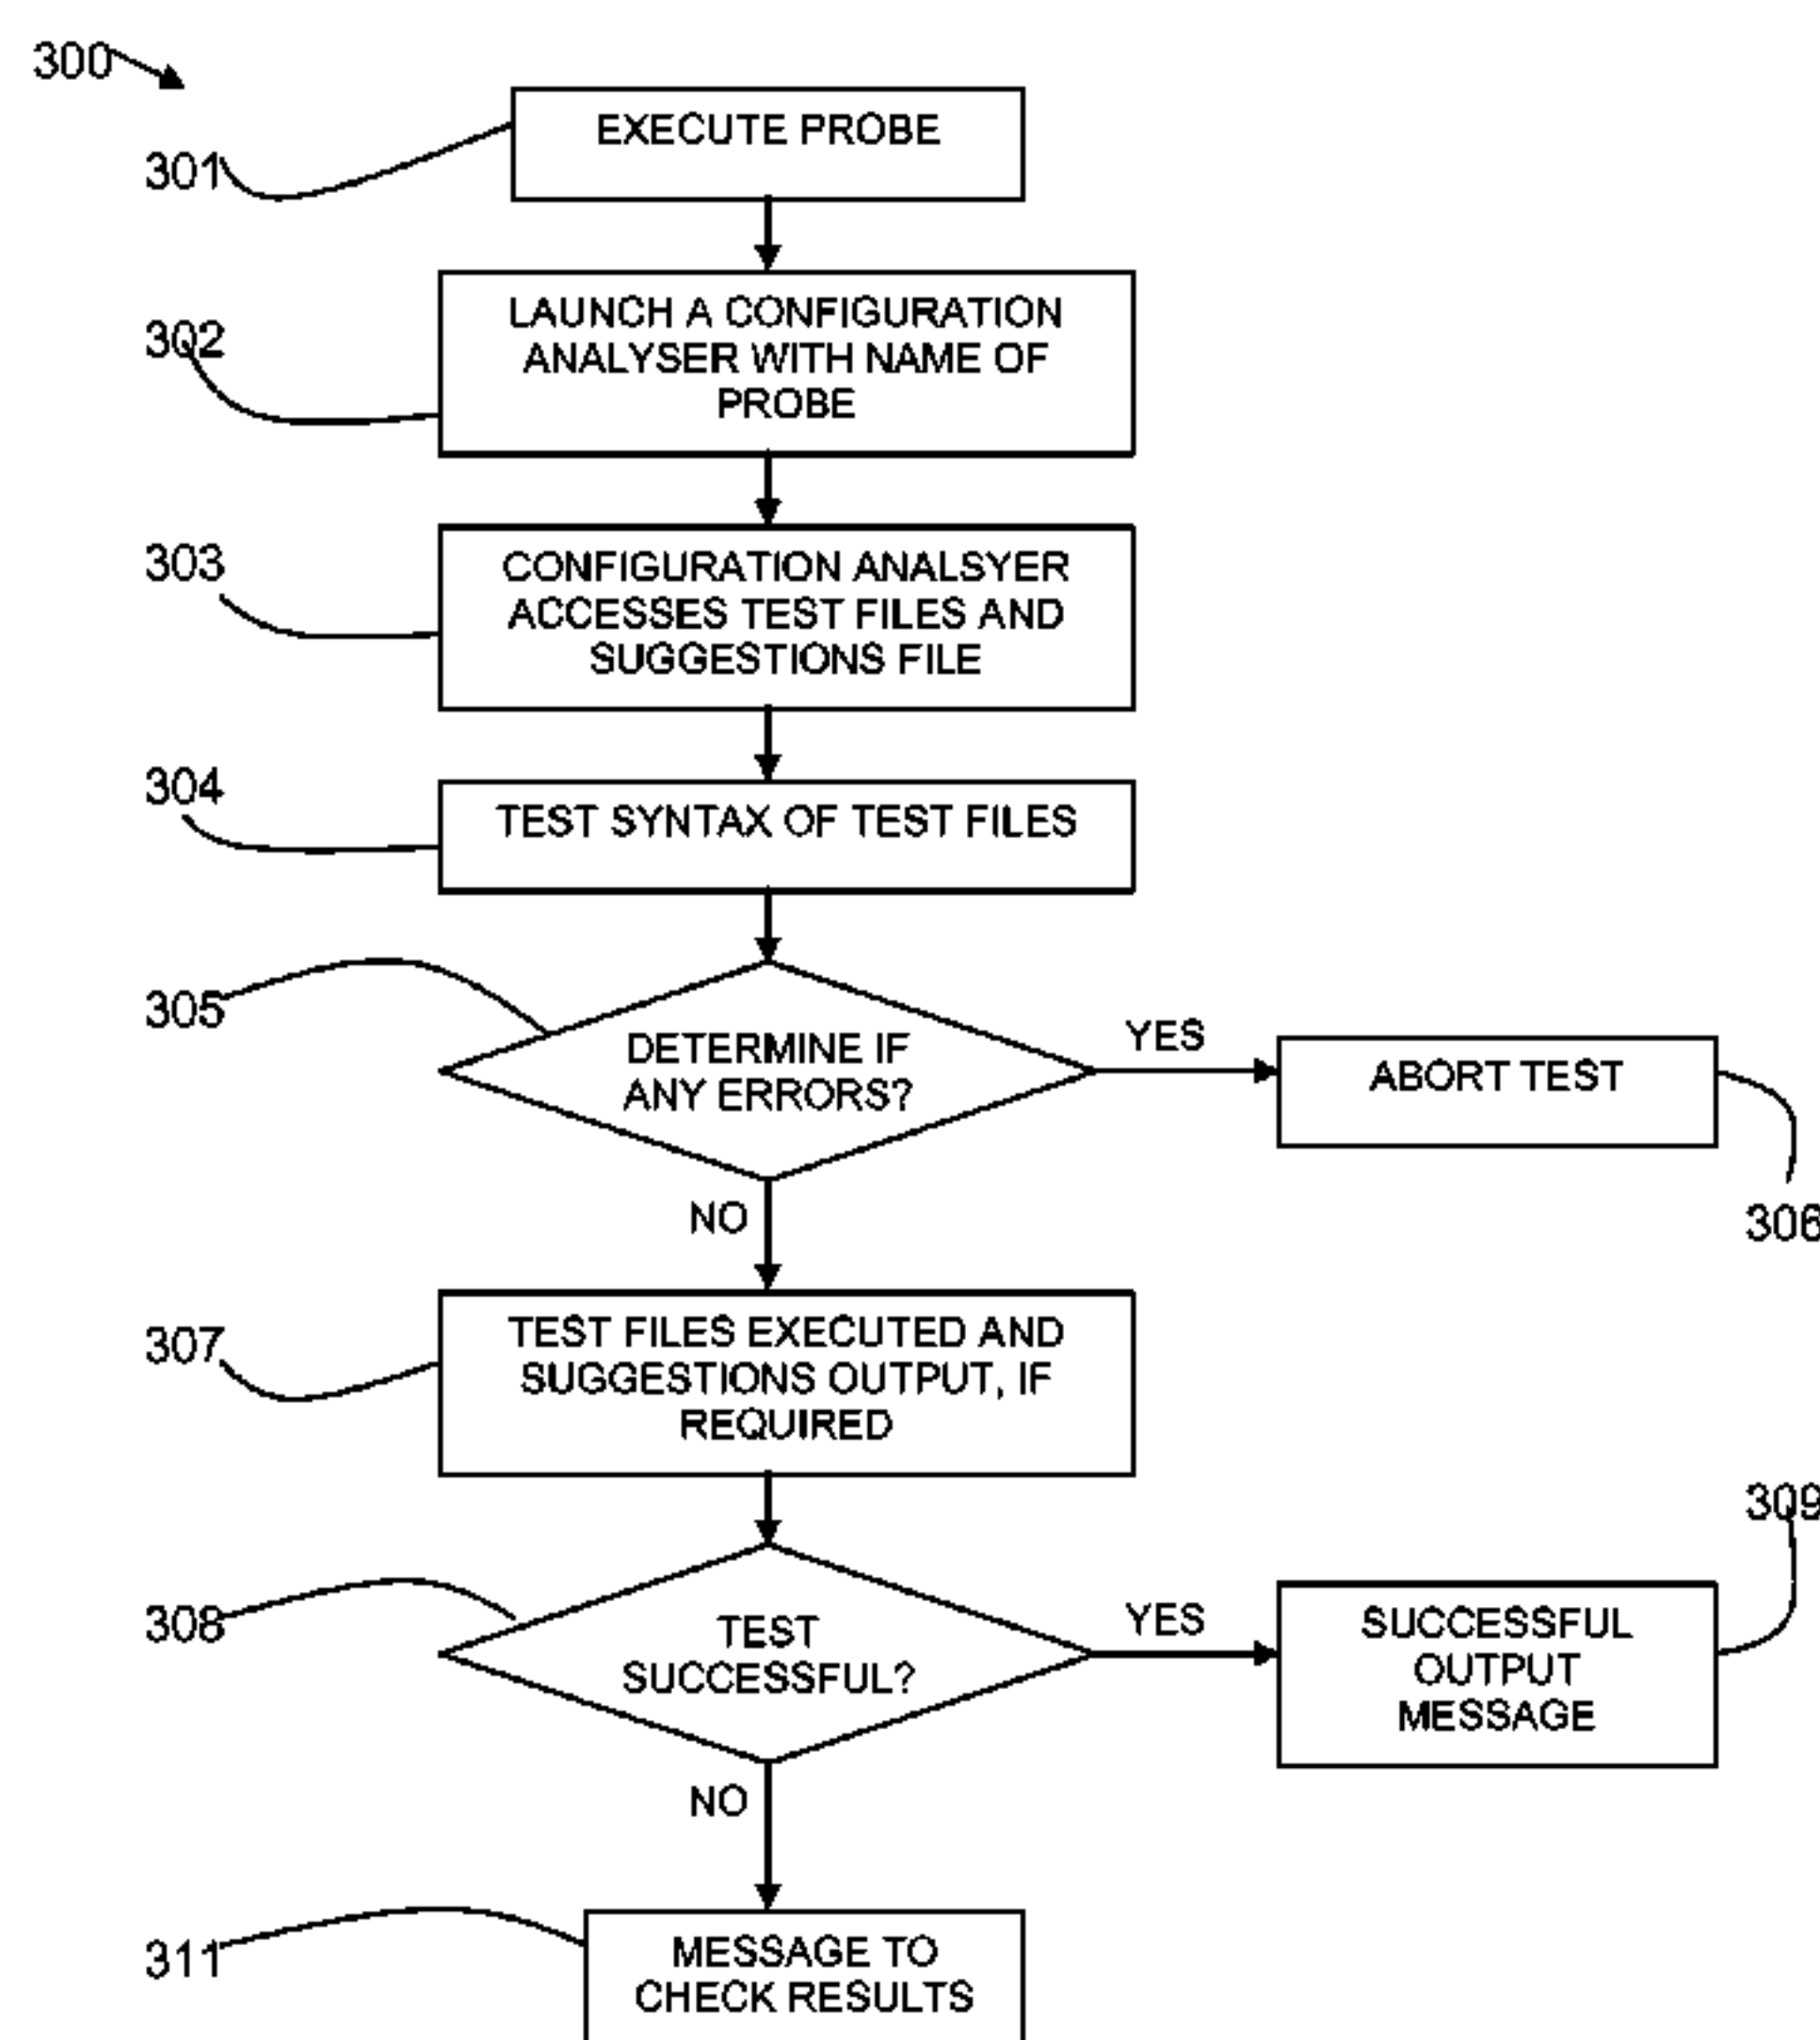 300
301
EXECUTE PROBE
302
LAUNCH A CONFIGURATION
ANALYSER WITH NAME OF
PROBE
303
CONFIGURATION ANALSYER
ACCESSES TEST FILES AND
SUGGESTIONS FILE
304
TEST SYNTAX OF TEST FILES
305
DETERMINE IF
ANY ERRORS?
YES
ABORT TEST
306
NO
307
TEST FILES EXECUTED AND
SUGGESTIONS OUTPUT, IF
REQUIRED
308
TEST
SUCCESSFUL?
YES
309
SUCCESSFUL
OUTPUT
MESSAGE
NO
311
MESSAGE TO
CHECK RESULTS